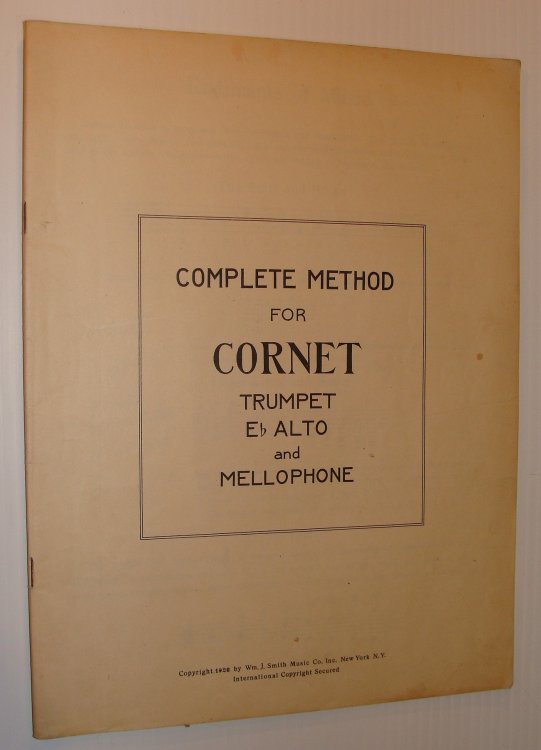 COMPLETE METHOD
FOR
CORNET
TRUMPET
E♭ ALTO
and
MELLOPHONE
Copyright 1928 by Wm. J. Smith Music Co. Inc. New York N.Y.
International Copyright Secured